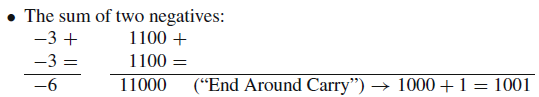 • The sum of two negatives:
−3 + 1100 +
−3 = 1100 =
−6 11000 (“End Around Carry”) → 1000 + 1 = 1001